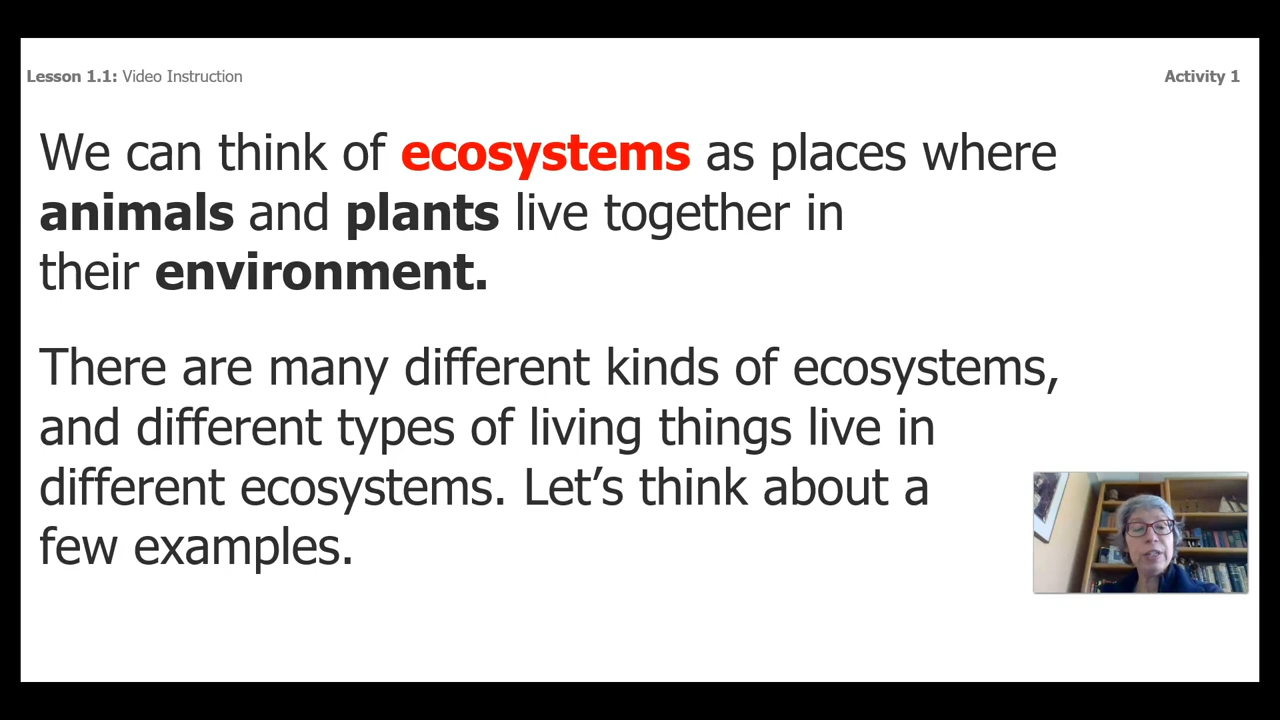 Lesson 1.1: Video Instruction
Activity 1
We can think of ecosystems as places where
animals and plants live together in
their environment.
There are many different kinds of ecosystems,
and different types of living things live in
different ecosystems. Let’s think about a
few examples.